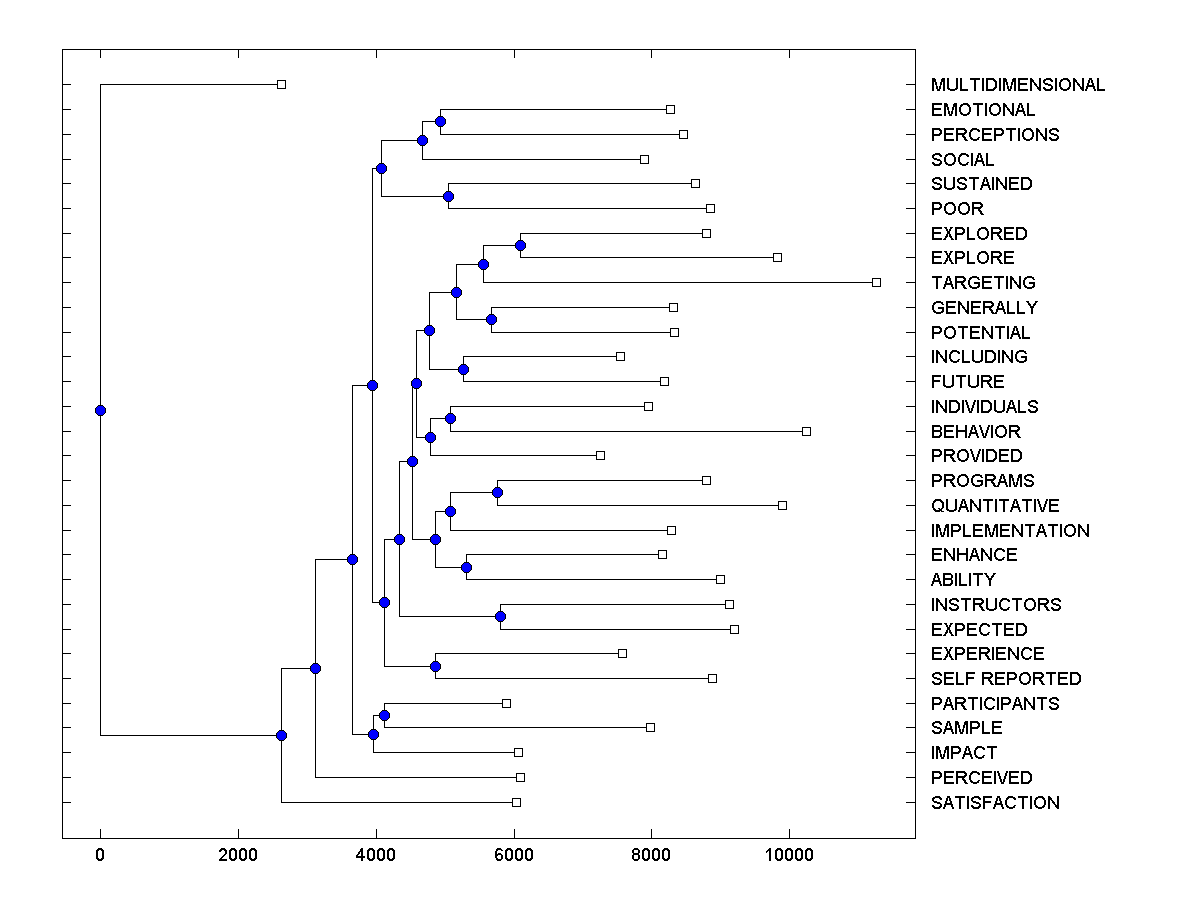 MULTIDIMENSIONAL
EMOTIONAL
PERCEPTIONS
SOCIAL
SUSTAINED
POOR
EXPLORED
EXPLORE
TARGETING
GENERALLY
POTENTIAL
INCLUDING
FUTURE
INDIVIDUALS
BEHAVIOR
PROVIDED
PROGRAMS
QUANTITATIVE
IMPLEMENTATION
ENHANCE
ABILITY
INSTRUCTORS
EXPECTED
EXPERIENCE
SELF REPORTED
PARTICIPANTS
SAMPLE
IMPACT
PERCEIVED
SATISFACTION
0 2000 4000 6000 8000 10000